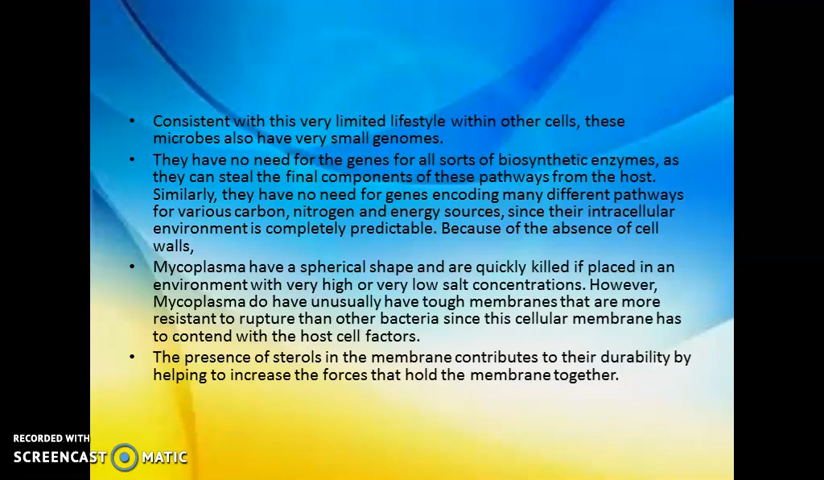 • Consistent with this very limited lifestyle within other cells, these
microbes also have very small genomes.
• They have no need for the genes for all sorts of biosynthetic enzymes, as
they can steal the final components of these pathways from the host.
Similarly, they have no need for genes encoding many different pathways
for various carbon, nitrogen and energy sources, since their intracellular
environment is completely predictable. Because of the absence of cell
walls,
• Mycoplasma have a spherical shape and are quickly killed if placed in an
environment with very high or very low salt concentrations. However,
Mycoplasma do have unusually have tough membranes that are more
resistant to rupture than other bacteria since this cellular membrane has
to contend with the host cell factors.
• The presence of sterols in the membrane contributes to their durability by
helping to increase the forces that hold the membrane together.
RECORDED WITH
SCREENCAST MATIC